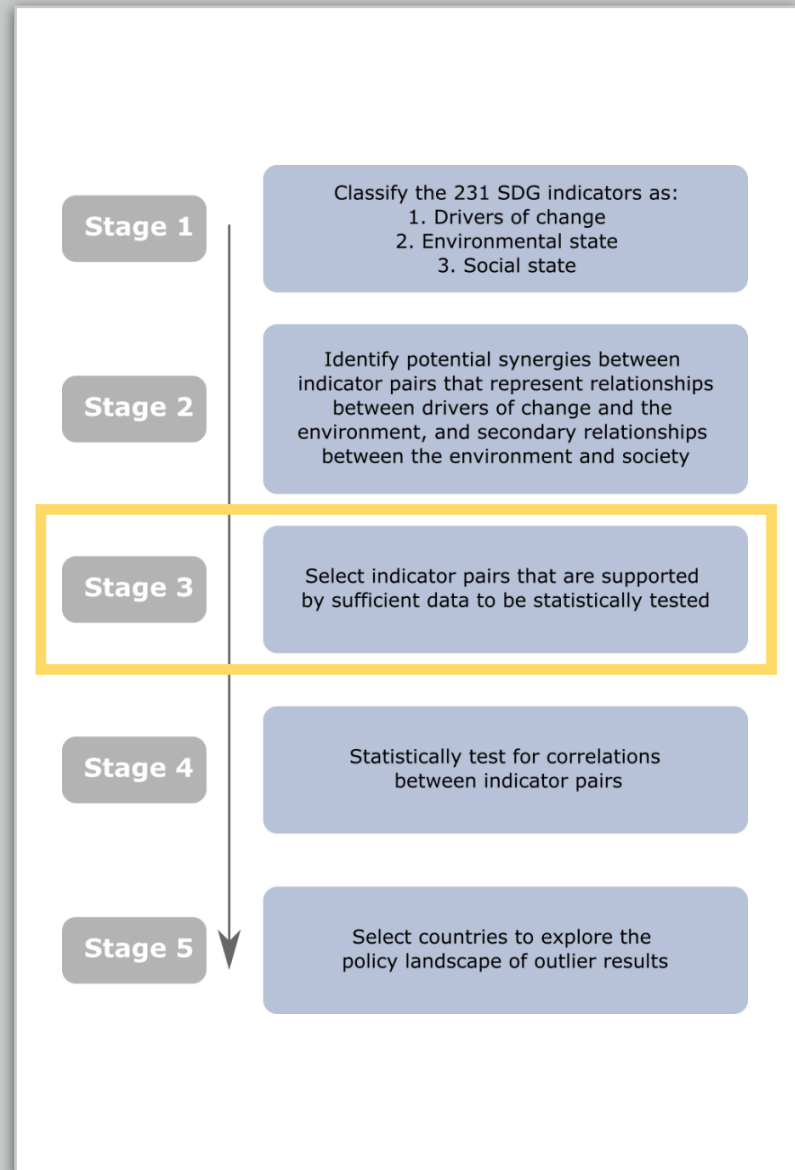 Stage 1
Classify the 231 SDG indicators as:
1. Drivers of change
2. Environmental state
3. Social state
Stage 2
Identify potential synergies between
indicator pairs that represent relationships
between drivers of change and the
environment, and secondary relationships
between the environment and society
Stage 3
Select indicator pairs that are supported
by sufficient data to be statistically tested
Stage 4
Statistically test for correlations
between indicator pairs
Stage 5
Select countries to explore the
policy landscape of outlier results